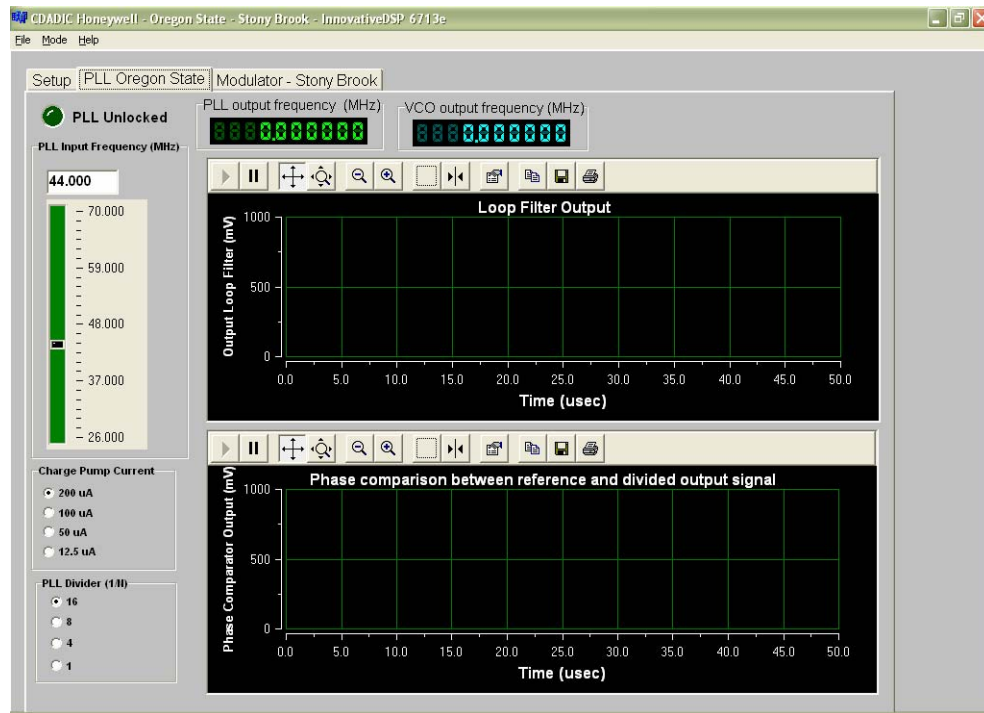 CDADIC Honeywell - Oregon State - Stony Brook - InnovativeDSP 6713e
File Mode Help
Setup PLL Oregon State Modulator - Stony Brook
PLL Unlocked
PLL output frequency (MHz)
0.000000
VCO output frequency (MHz)
0.000000
PLL Input Frequency (MHz)
44.000
70.000
59.000
48.000
37.000
26.000
Charge Pump Current
200 uA
100 uA
50 uA
12.5 uA
PLL Divider (1/N)
16
8
4
1
Loop Filter Output
Output Loop Filter (mV)
1000
500
0
0.0 5.0 10.0 15.0 20.0 25.0 30.0 35.0 40.0 45.0 50.0
Time (usec)
Phase comparison between reference and divided output signal
Phase Comparator Output (mV)
1000
500
0
0.0 5.0 10.0 15.0 20.0 25.0 30.0 35.0 40.0 45.0 50.0
Time (usec)